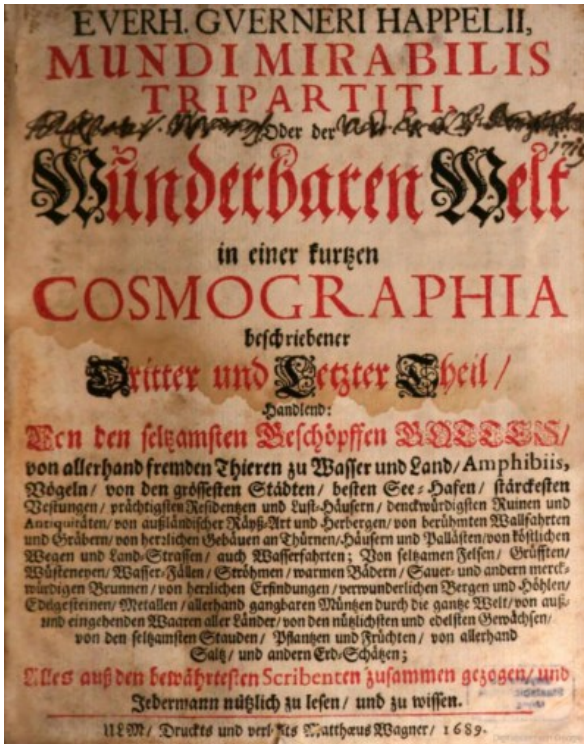 EVERH. GVERNERI HAPPELII,
MUNDI MIRABILIS
TRIPARTITI,
Oder der
Wunderbaren Welt
in einer kurtzen
COSMOGRAPHIA
beschriebener
Dritter und Letzter Theil /
Handlend:
Von den seltzamsten Geschöpffen GOTTES /
von allerhand fremden Thieren zu Wasser und Land / Amphibiis,
Vögeln / von den grössesten Städten / besten See-Hafen / stärckesten
Vestungen / prächtigsten Residentzen und Lust-Häusern / denckwürdigsten Ruinen und
Antiquitäten / von außländischer Räyß-Art und Herbergen / von berühmten Wallfahrten
und Gräbern / von herzlichen Gebäuen an Thürnen / Häusern und Pallästen / von köstlichen
Wegen und Land-Strassen / auch Wasserfahrten; Von seltzamen Felsen / Grüfften /
Wüsteneyen / Wasser-Fällen / Ströhmen / warmen Bädern / Sauer- und andern merck-
würdigen Brunnen / von herzlichen Erfindungen / verwunderlichen Bergen und Höhlen /
Edelgesteinen / Metallen / allerhand gangbaren Müntzen durch die gantze Welt / von auß-
und eingehenden Waaren aller Länder / von den nützlichsten und edelsten Gewächsen /
von den seltzamsten Stauden / Pflantzen und Früchten / von allerhand
Saltz / und andern Erd-Schätzen;
Alles auß den bewährtesten Scribenten zusammen gezogen / und
Jedermann nützlich zu lesen / und zu wissen.
ULM / Druckts und verlegts Matthæus Wagner / 1689.